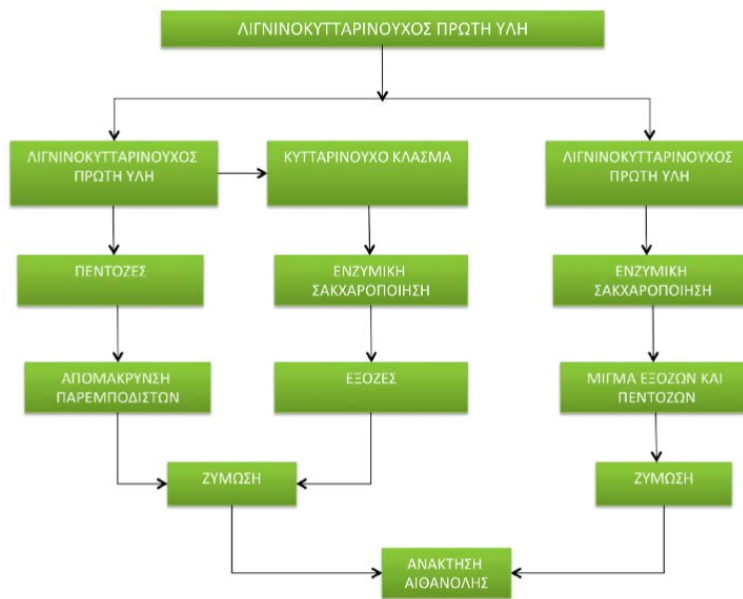 ΛΙΓΝΙΝΟΚΥΤΤΑΡΙΝΟΥΧΟΣ ΠΡΩΤΗ ΥΛΗ
ΛΙΓΝΙΝΟΚΥΤΤΑΡΙΝΟΥΧΟΣ
ΠΡΩΤΗ ΥΛΗ
ΚΥΤΤΑΡΙΝΟΥΧΟ ΚΛΑΣΜΑ
ΛΙΓΝΙΝΟΚΥΤΤΑΡΙΝΟΥΧΟΣ
ΠΡΩΤΗ ΥΛΗ
ΠΕΝΤΟΖΕΣ
ΕΝΖΥΜΙΚΗ
ΣΑΚΧΑΡΟΠΟΙΗΣΗ
ΕΝΖΥΜΙΚΗ
ΣΑΚΧΑΡΟΠΟΙΗΣΗ
ΑΠΟΜΑΚΡΥΝΣΗ
ΠΑΡΕΜΠΟΔΙΣΤΩΝ
ΕΞΟΖΕΣ
ΜΙΓΜΑ ΕΞΟΖΩΝ ΚΑΙ
ΠΕΝΤΟΖΩΝ
ΖΥΜΩΣΗ
ΖΥΜΩΣΗ
ΑΝΑΚΤΗΣΗ
ΑΙΘΑΝΟΛΗΣ